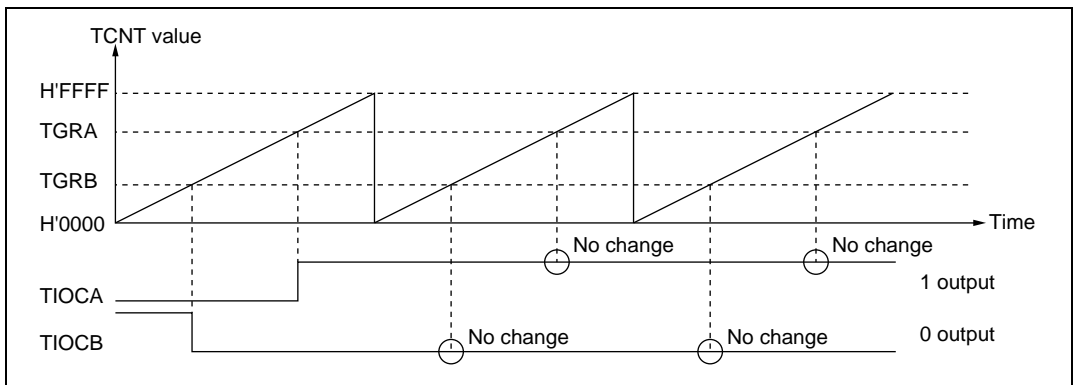 TCNT value
H'FFFF
TGRA
TGRB
H'0000
Time
No change
No change
1 output
TIOCA
No change
No change
0 output
TIOCB